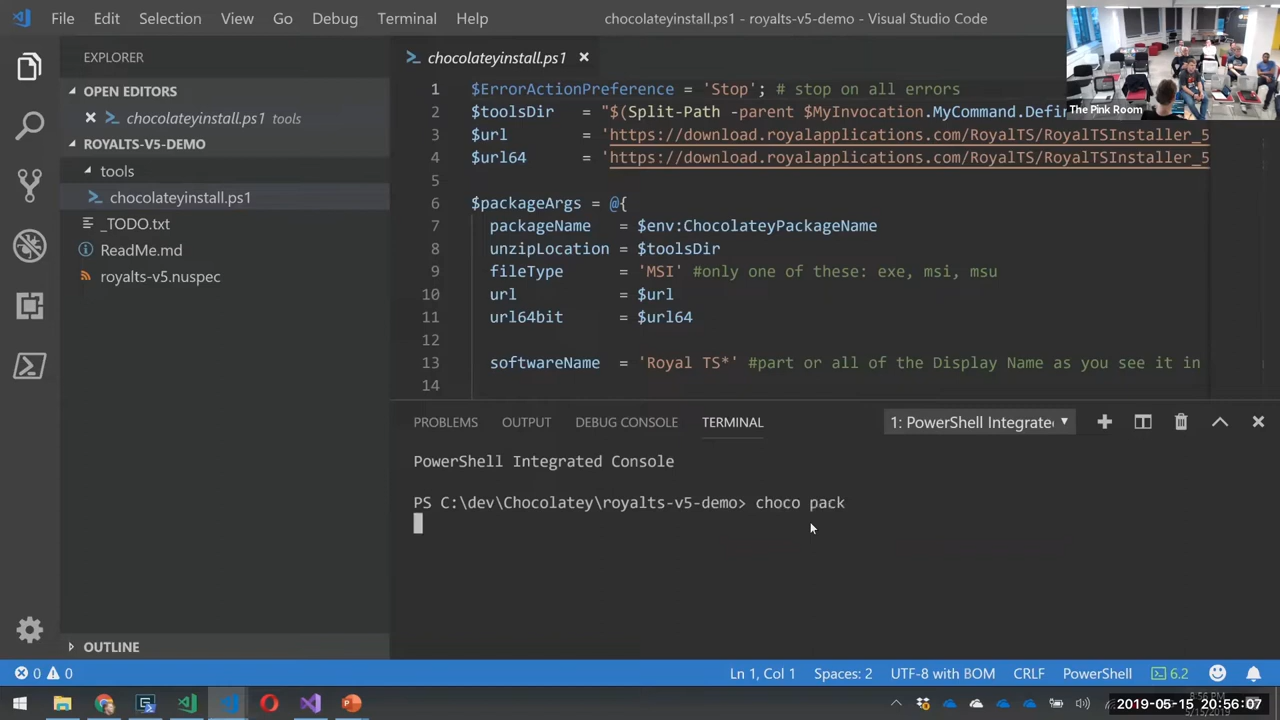 File Edit Selection View Go Debug Terminal Help
chocolateyinstall.ps1 - royalts-v5-demo - Visual Studio Code
The Pink Room
EXPLORER
OPEN EDITORS
chocolateyinstall.ps1 tools
ROYALTS-V5-DEMO
tools
chocolateyinstall.ps1
_TODO.txt
ReadMe.md
royalts-v5.nuspec
OUTLINE
chocolateyinstall.ps1
1 $ErrorActionPreference = 'Stop'; # stop on all errors
2 $toolsDir = "$(Split-Path -parent $MyInvocation.MyCommand.Defi
3 $url = 'https://download.royalapplications.com/RoyalTS/RoyalTSInstaller_5
4 $url64 = 'https://download.royalapplications.com/RoyalTS/RoyalTSInstaller_5
5
6 $packageArgs = @{
7 packageName = $env:ChocolateyPackageName
8 unzipLocation = $toolsDir
9 fileType = 'MSI' #only one of these: exe, msi, msu
10 url = $url
11 url64bit = $url64
12
13 softwareName = 'Royal TS*' #part or all of the Display Name as you see it in
14
PROBLEMS OUTPUT DEBUG CONSOLE TERMINAL
1: PowerShell Integrate
PowerShell Integrated Console
PS C:\dev\Chocolatey\royalts-v5-demo> choco pack
0 0
Ln 1, Col 1 Spaces: 2 UTF-8 with BOM CRLF PowerShell 6.2
8:56 PM
5/15/2019
2019-05-15 20:56:07